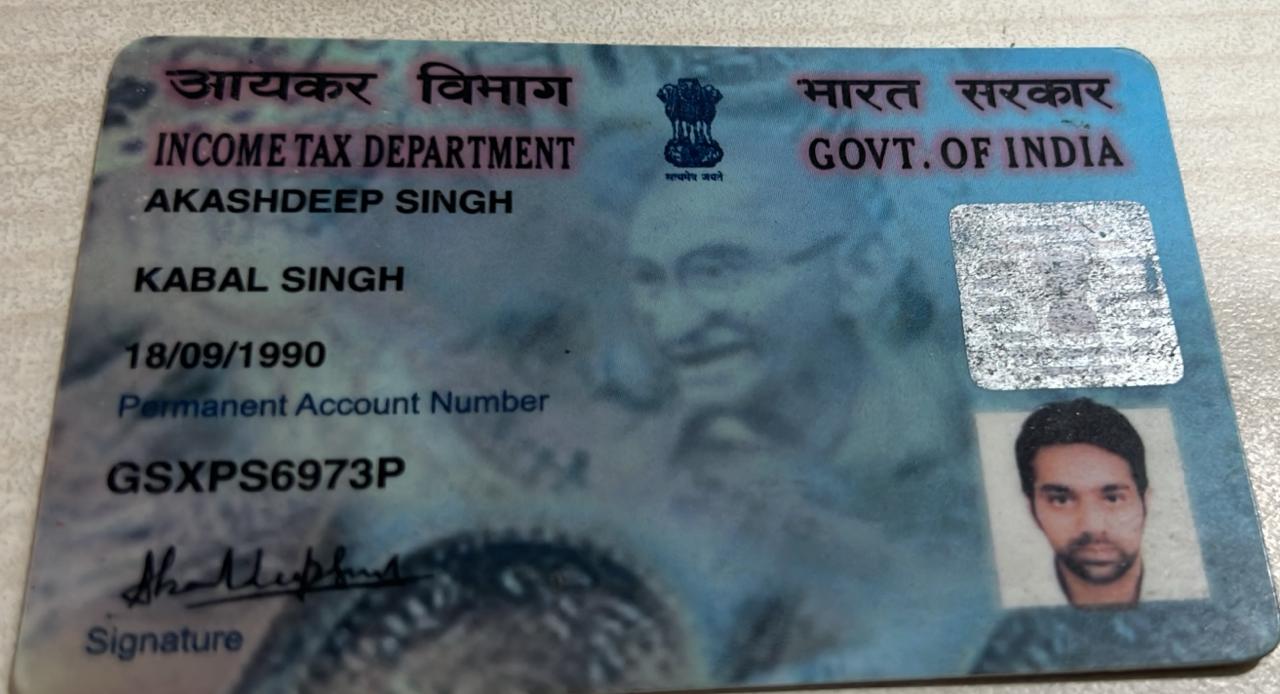 आयकर विभाग
भारत सरकार
INCOME TAX DEPARTMENT
GOVT. OF INDIA
सत्यमेव जयते
AKASHDEEP SINGH
KABAL SINGH
18/09/1990
Permanent Account Number
GSXPS6973P
Signature